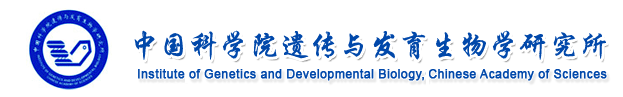 中国科学院遗传与发育生物学研究所
Institute of Genetics and Developmental Biology, Chinese Academy of Sciences